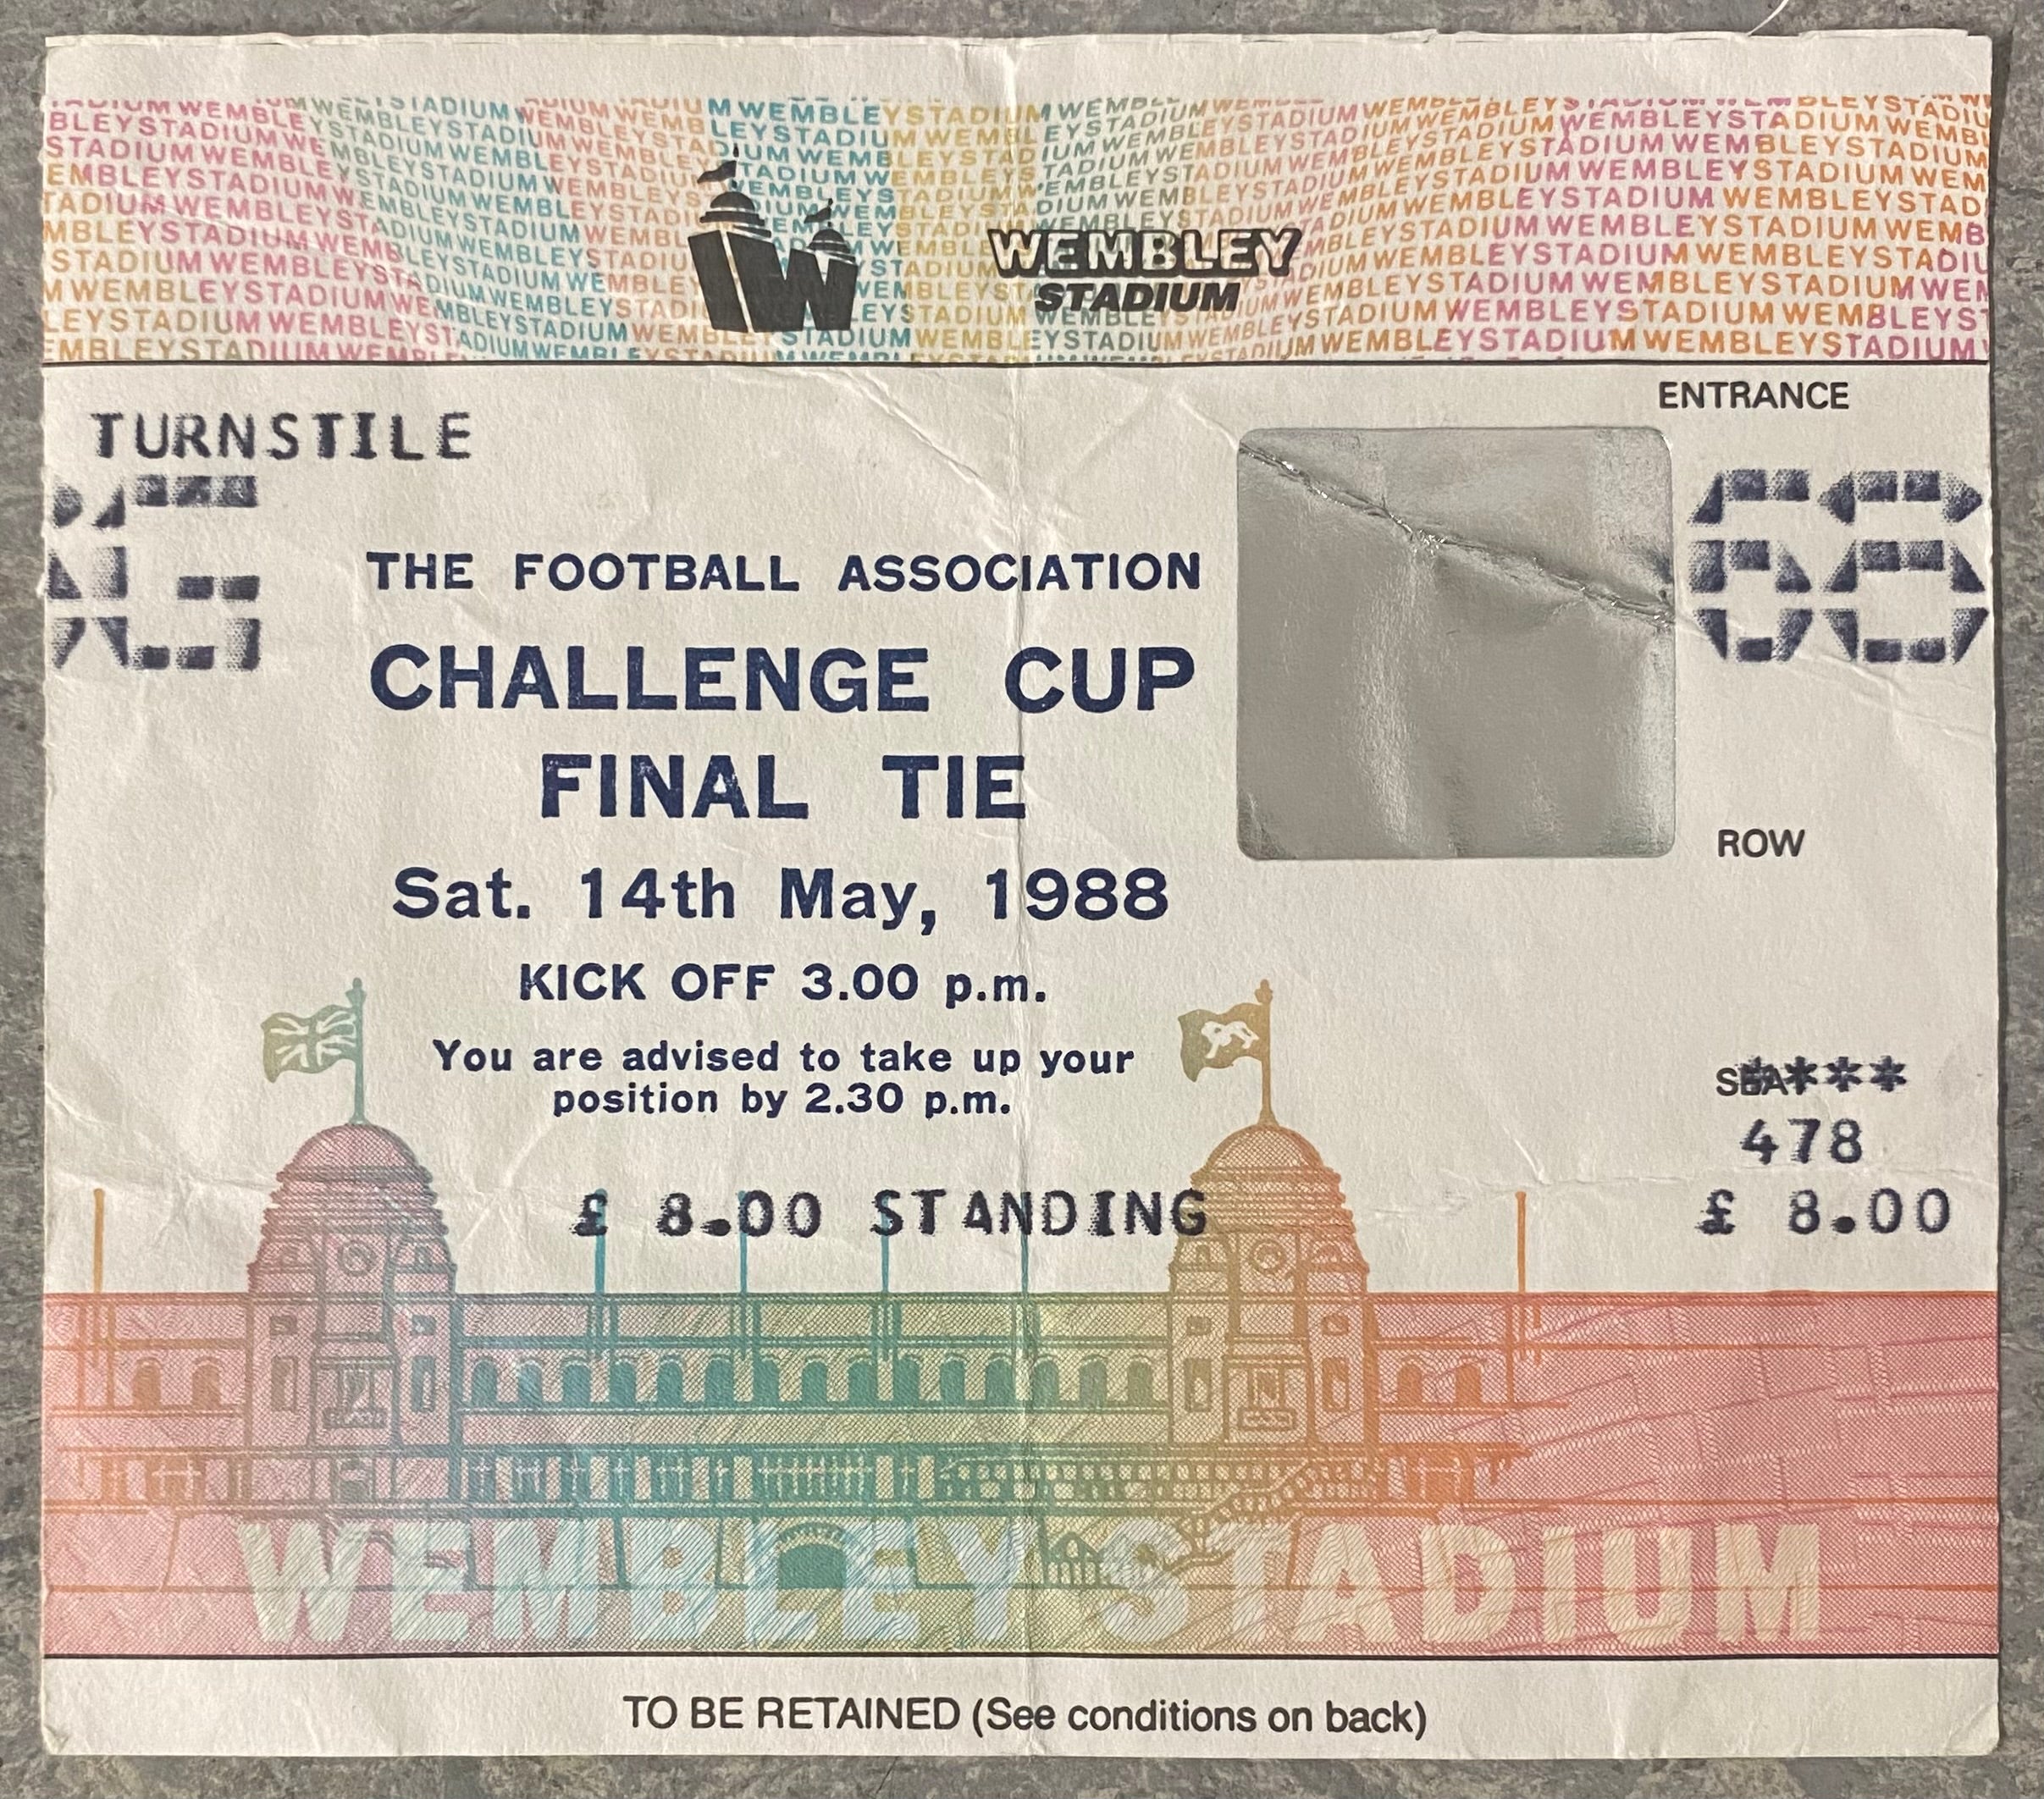 WEMBLEY
STADIUM
TURNSTILE
G
ENTRANCE
68
THE FOOTBALL ASSOCIATION
CHALLENGE CUP
FINAL TIE
Sat. 14th May, 1988
KICK OFF 3.00 p.m.
You are advised to take up your
position by 2.30 p.m.
£ 8.00 STANDING
ROW
***
478
£ 8.00
WEMBLEY STADIUM
TO BE RETAINED (See conditions on back)